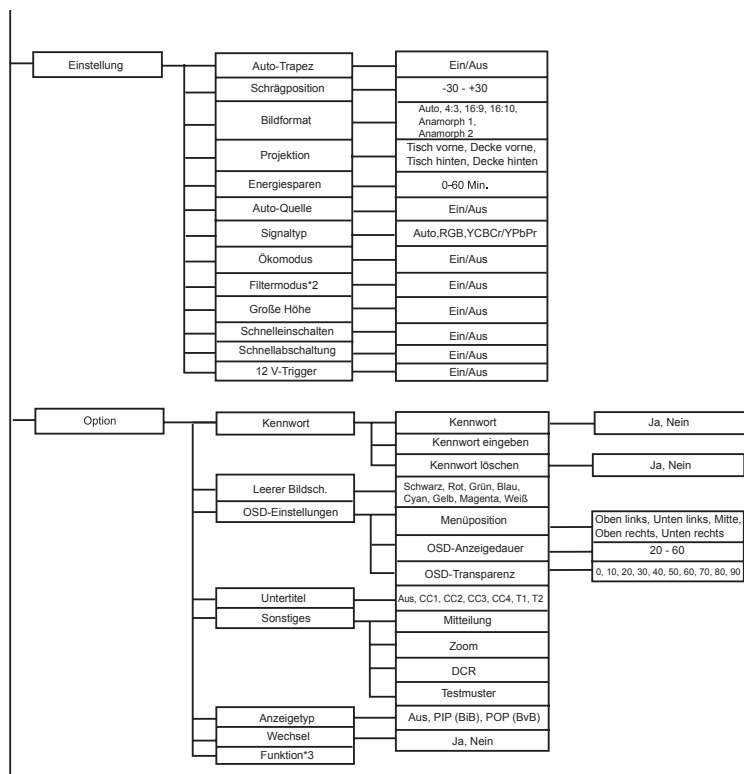 Einstellung
Auto-Trapez
Ein/Aus
Schrägposition
-30 - +30
Bildformat
Auto, 4:3, 16:9, 16:10,
Anamorph 1,
Anamorph 2
Projektion
Tisch vorne, Decke vorne,
Tisch hinten, Decke hinten
Energiesparen
0-60 Min.
Auto-Quelle
Ein/Aus
Signaltyp
Auto,RGB,YCBCr/YPbPr
Ökomodus
Ein/Aus
Filtermodus*2
Ein/Aus
Große Höhe
Ein/Aus
Schnelleinschalten
Ein/Aus
Schnellabschaltung
Ein/Aus
12 V-Trigger
Ein/Aus
Option
Kennwort
Kennwort
Ja, Nein
Kennwort eingeben
Kennwort löschen
Ja, Nein
Leerer Bildsch.
Schwarz, Rot, Grün, Blau,
Cyan, Gelb, Magenta, Weiß
OSD-Einstellungen
Menüposition
Oben links, Unten links, Mitte,
Oben rechts, Unten rechts
OSD-Anzeigedauer
20 - 60
OSD-Transparenz
0, 10, 20, 30, 40, 50, 60, 70, 80, 90
Untertitel
Aus, CC1, CC2, CC3, CC4, T1, T2
Sonstiges
Mitteilung
Zoom
DCR
Testmuster
Anzeigetyp
Aus, PIP (BiB), POP (BvB)
Wechsel
Ja, Nein
Funktion*3